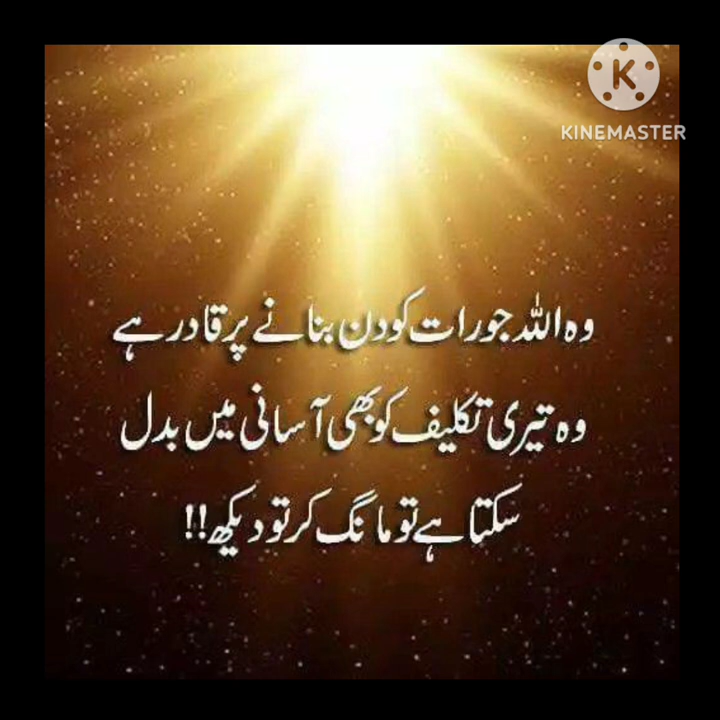 KINEMASTER
وہ اللہ جو رات کو دن بنانے پر قادر ہے
وہ تیری تکلیف کو بھی آسانی میں بدل
سکتا ہے تو مانگ کر تو دیکھ!!